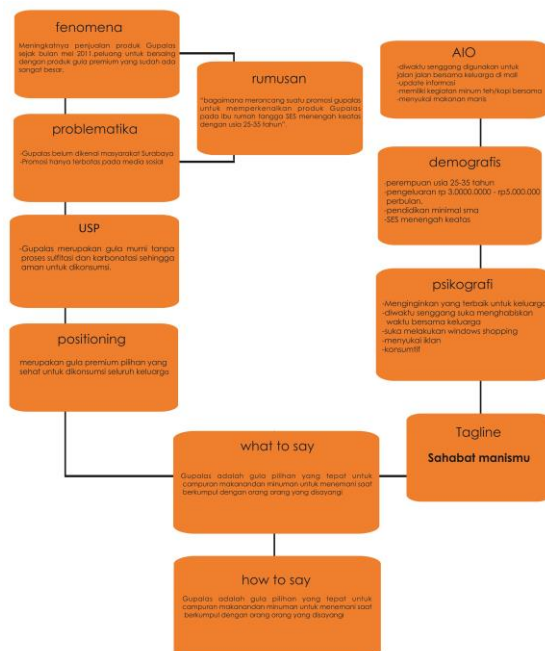 fenomena
Meningkatnya penjualan produk Gupalas
sejak bulan mei 2011.peluang untuk bersaing
dengan produk gula premium yang sudah ada
sangat besar.
rumusan
"bagaimana merancang suatu promosi gupalas
untuk memperkenalkan produk Gupalas
pada ibu rumah tangga SES menengah keatas
dengan usia 25-35 tahun"
problematika
-Gupalas belum dikenal masyarakat Surabaya
-Promosi hanya terbatas pada media sosial
USP
-Gupalas merupakan gula murni tanpa
proses sulfitasi dan karbonatasi sehingga
aman untuk dikonsumsi.
positioning
merupakan gula premium pilihan yang
sehat untuk dikonsumsi seluruh keluarga
AIO
-diwaktu senggang digunakan untuk
jalan jalan bersama keluarga di mall
-update informasi
-memiliki kegiatan minum teh/kopi bersama
-menyukai makanan manis
demografis
-perempuan usia 25-35 tahun
-pengeluaran rp 3.0000.0000 - rp5.000.000
perbulan.
-pendidikan minimal sma
-SES menengah keatas
psikografi
-Menginginkan yang terbaik untuk keluarga
-diwaktu senggang suka menghabiskan
waktu bersama keluarga
-suka melakukan windows shopping
-menyukai iklan
-konsumtif
Tagline
Sahabat manismu
what to say
Gupalas adalah gula pilihan yang tepat untuk
campuran makanandan minuman untuk menemani saat
berkumpul dengan orang orang yang disayangi
how to say
Gupalas adalah gula pilihan yang tepat untuk
campuran makanandan minuman untuk menemani saat
berkumpul dengan orang orang yang disayangi